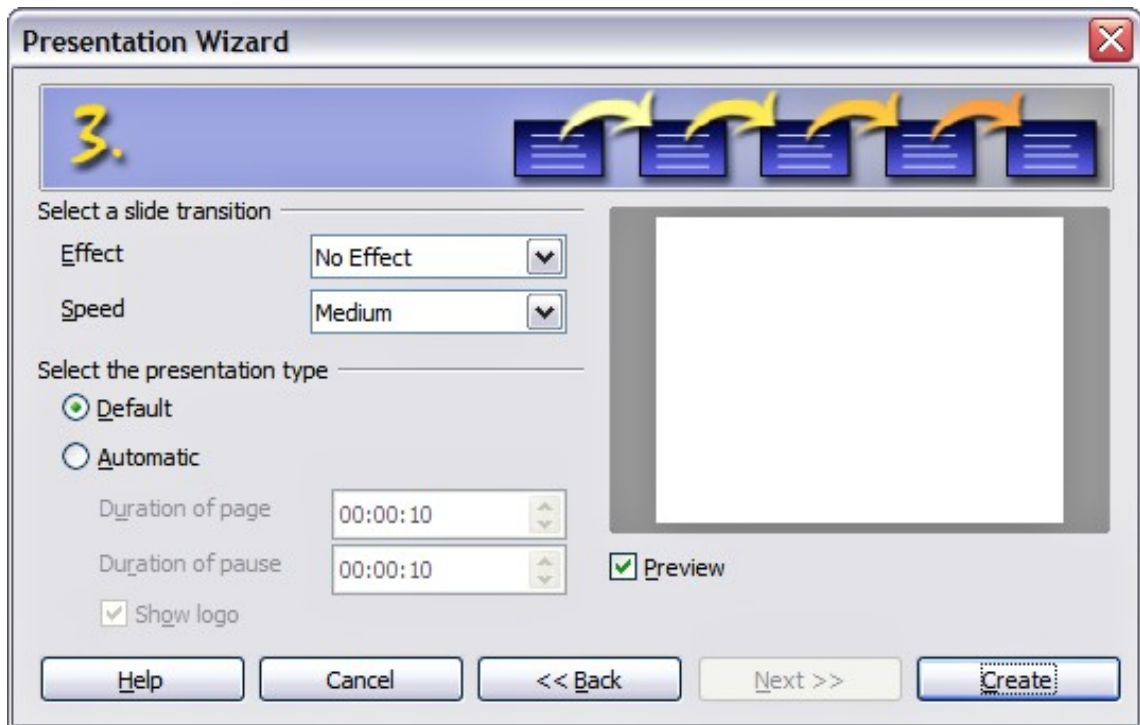 Presentation Wizard
3.
Select a slide transition
Effect
No Effect
Speed
Medium
Select the presentation type
Default
Automatic
Duration of page
00:00:10
Duration of pause
00:00:10
Show logo
Preview
Help
Cancel
<< Back
Next >>
Create